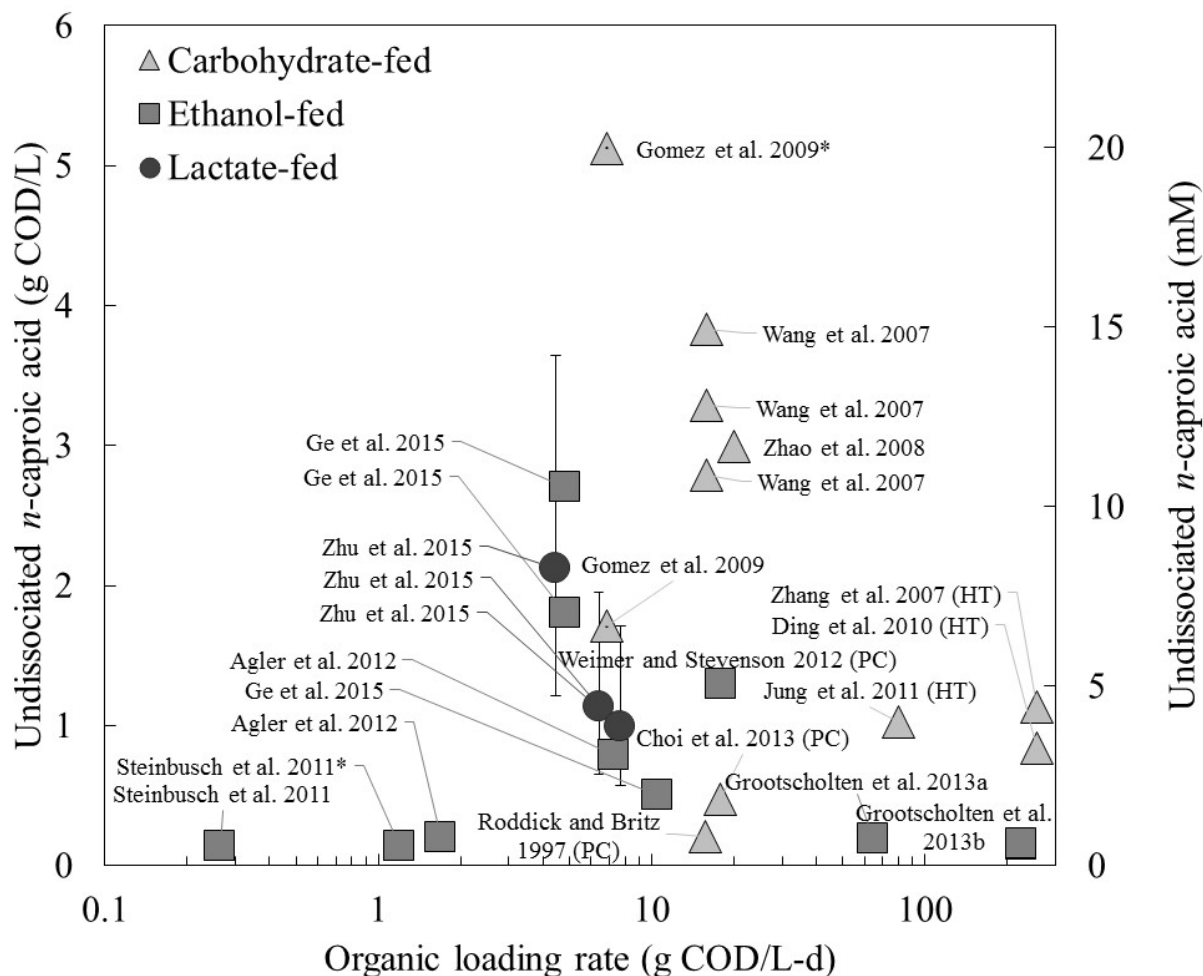 6
5
4
3
2
1
0
Undisssociated n-caproic acid (g COD/L)
Carbohydrate-fed
Ethanol-fed
Lactate-fed
Gomez et al. 2009*
Wang et al. 2007
Wang et al. 2007
Zhao et al. 2008
Wang et al. 2007
Ge et al. 2015
Ge et al. 2015
Zhu et al. 2015
Zhu et al. 2015
Zhu et al. 2015
Gomez et al. 2009
Zhang et al. 2007 (HT)
Ding et al. 2010 (HT)
Weimer and Stevenson 2012 (PC)
Jung et al. 2011 (HT)
Agler et al. 2012
Ge et al. 2015
Agler et al. 2012
Choi et al. 2013 (PC)
Steinbusch et al. 2011*
Steinbusch et al. 2011
Grootscholten et al. 2013a
Roddick and Britz
1997 (PC)
Grootscholten et al.
2013b
20
15
10
5
0
Undissociated n-caproic acid (mM)
0.1
1
10
100
Organic loading rate (g COD/L-d)